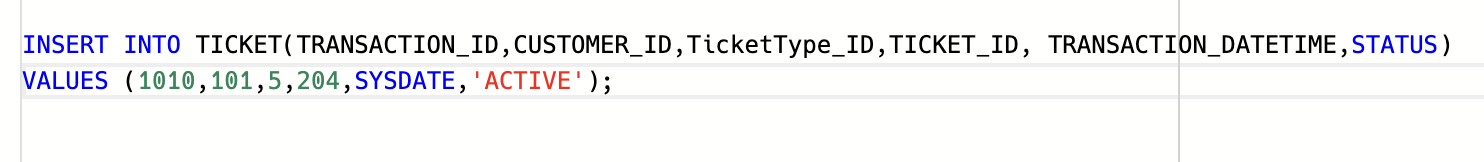 INSERT INTO TICKET(TRANSACTION_ID,CUSTOMER_ID,TicketType_ID,TICKET_ID, TRANSACTION_DATETIME,STATUS)
VALUES (1010,101,5,204,SYSDATE,'ACTIVE');